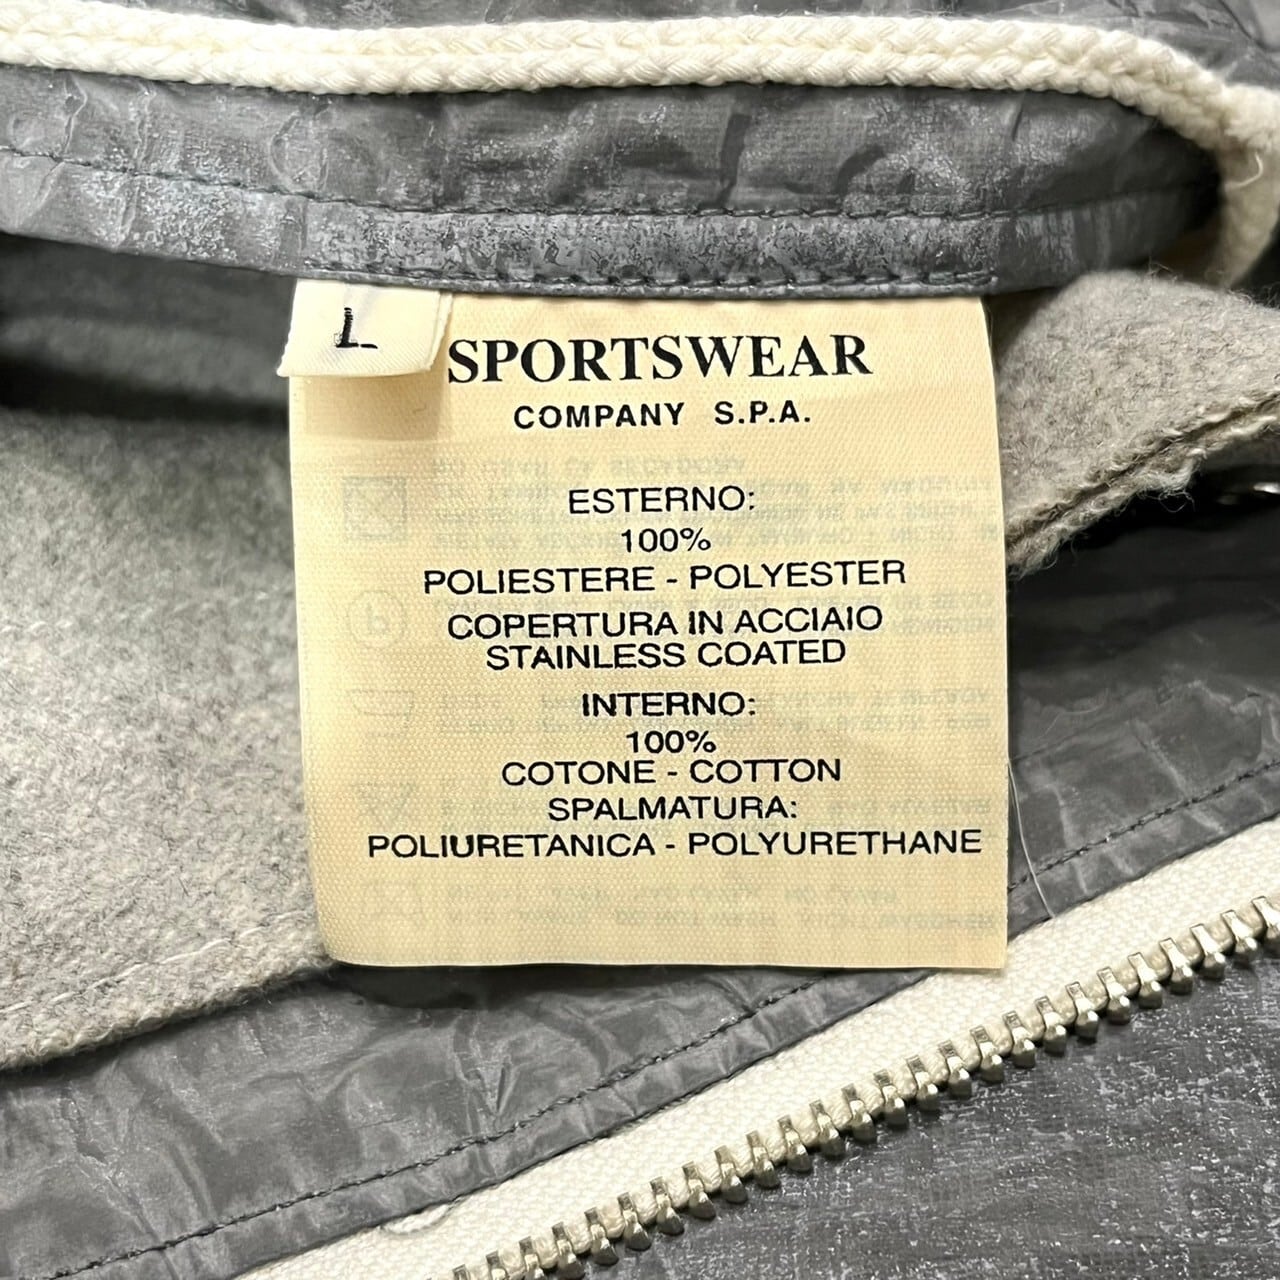 L
SPORTSWEAR
COMPANY S.P.A.
ESTERNO:
100%
POLIESTERE - POLYESTER
COPERTURA IN ACCIAIO
STAINLESS COATED
INTERNO:
100%
COTONE - COTTON
SPALMATURA:
POLIURETANICA - POLYURETHANE